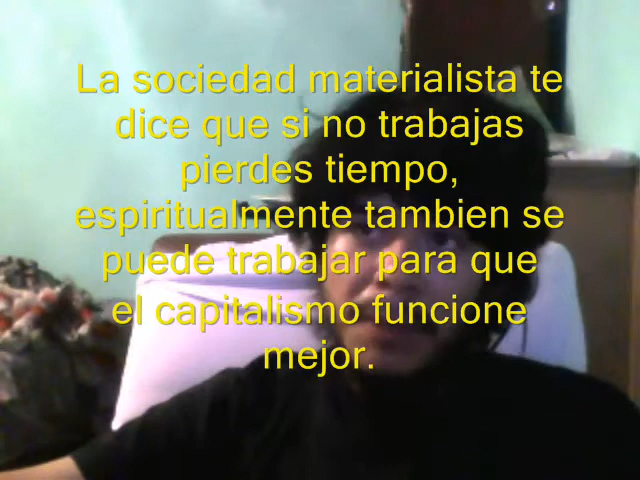 La sociedad materialista te
dice que si no trabajas
pierdes tiempo,
espiritualmente tambien se
puede trabajar para que
el capitalismo funcione
mejor.